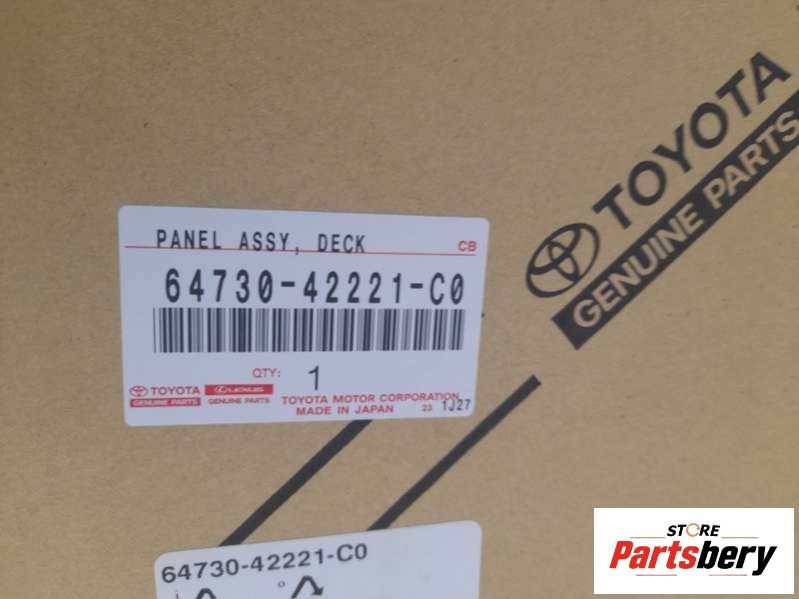 TOYOTA
GENUINE PARTS
PANEL ASSY, DECK CB
64730-42221-C0
QTY: 1
TOYOTA LEXUS
GENUINE PARTS GENUINE PARTS
TOYOTA MOTOR CORPORATION
MADE IN JAPAN 23 1J27
64730-42221-C0
STORE
Partsbery